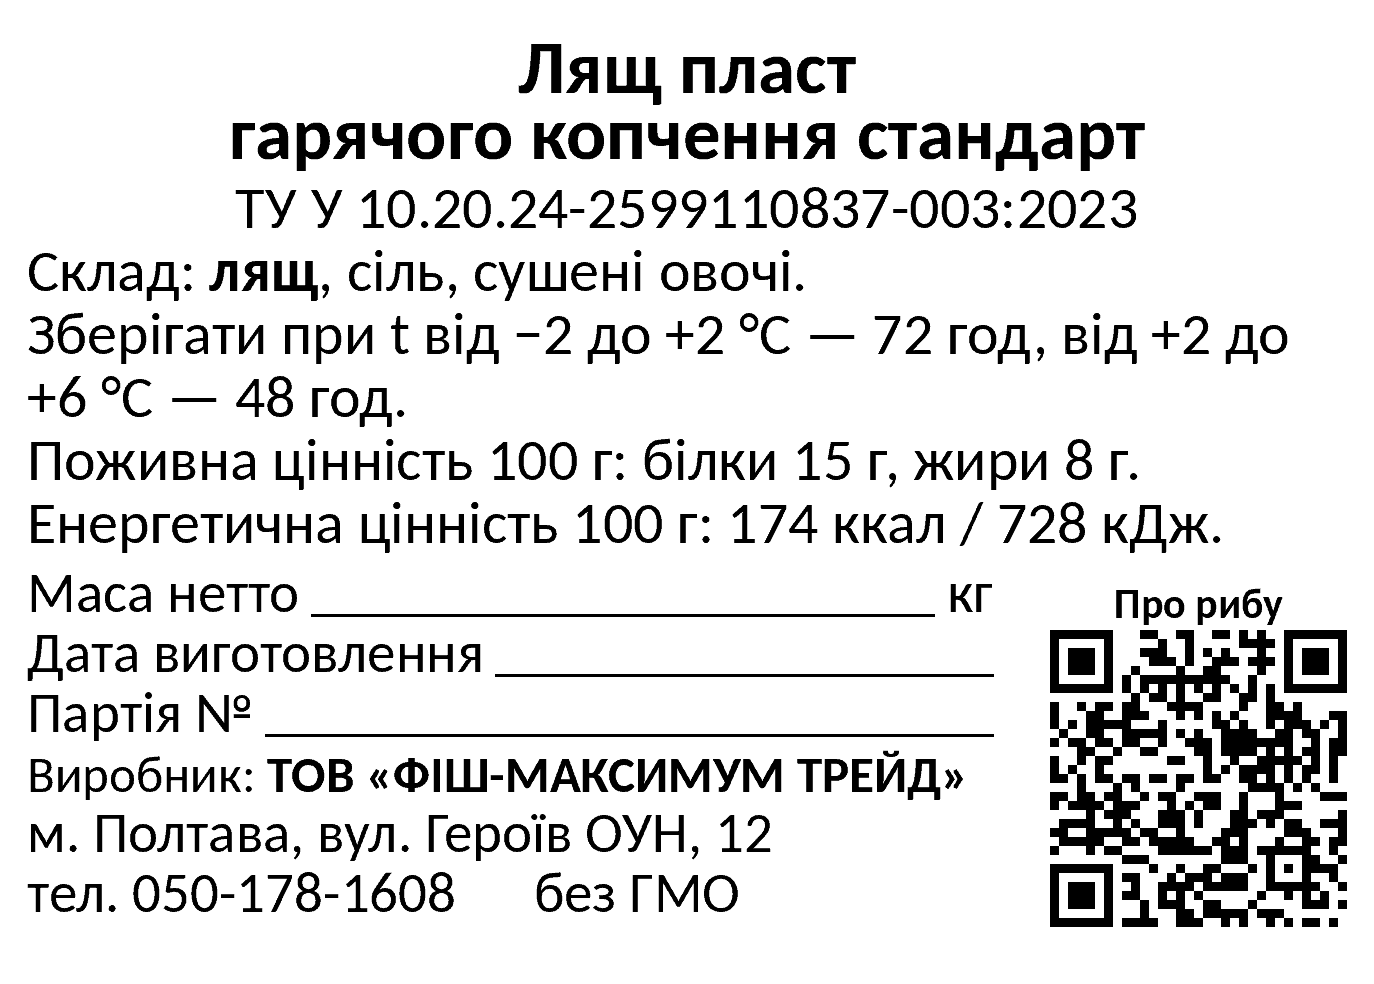 Лящ пласт
гарячого копчення стандарт
ТУ У 10.20.24-2599110837-003:2023
Склад: лящ, сіль, сушені овочі.
Зберігати при t від −2 до +2 °C — 72 год, від +2 до
+6 °C — 48 год.
Поживна цінність 100 г: білки 15 г, жири 8 г.
Енергетична цінність 100 г: 174 ккал / 728 кДж.
Маса нетто ____________________ кг
Дата виготовлення ________________
Партія № ________________________
Виробник: ТОВ «ФІШ-МАКСИМУМ ТРЕЙД»
м. Полтава, вул. Героїв ОУН, 12
тел. 050-178-1608 без ГМО
Про рибу